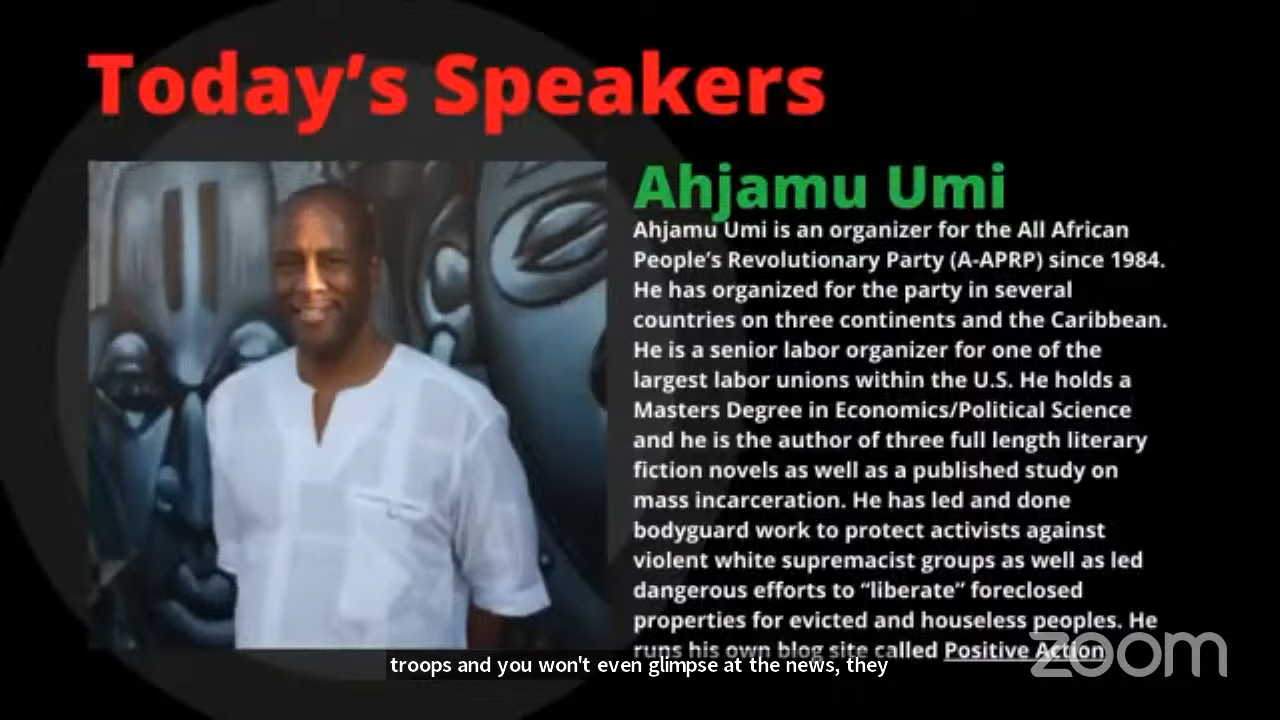 Today's Speakers
Ahjamu Umi
Ahjamu Umi is an organizer for the All African
People's Revolutionary Party (A-APRP) since 1984.
He has organized for the party in several
countries on three continents and the Caribbean.
He is a senior labor organizer for one of the
largest labor unions within the U.S. He holds a
Masters Degree in Economics/Political Science
and he is the author of three full length literary
fiction novels as well as a published study on
mass incarceration. He has led and done
bodyguard work to protect activists against
violent white supremacist groups as well as led
dangerous efforts to “liberate” foreclosed
properties for evicted and houseless peoples. He
runs his own blog site called Positive Action
zoom
troops and you won't even glimpse at the news, they